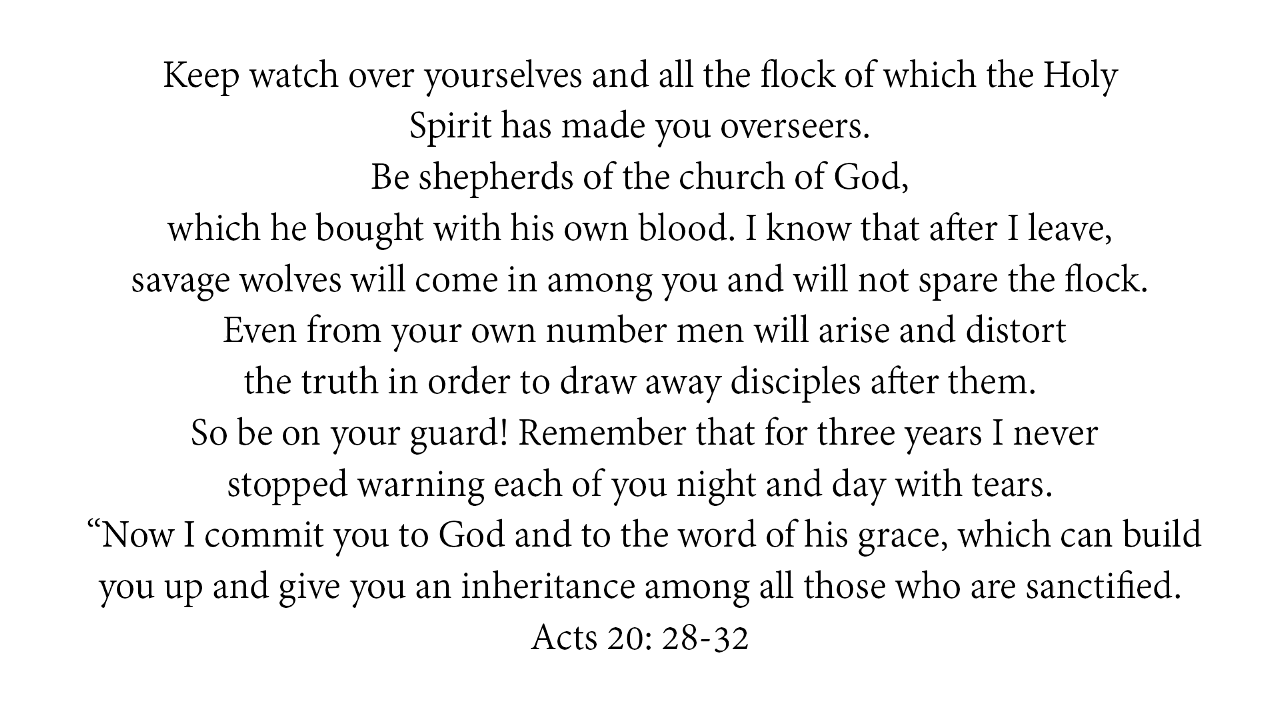 Keep watch over yourselves and all the flock of which the Holy
Spirit has made you overseers.
Be shepherds of the church of God,
which he bought with his own blood. I know that after I leave,
savage wolves will come in among you and will not spare the flock.
Even from your own number men will arise and distort
the truth in order to draw away disciples after them.
So be on your guard! Remember that for three years I never
stopped warning each of you night and day with tears.
“Now I commit you to God and to the word of his grace, which can build
you up and give you an inheritance among all those who are sanctified.
Acts 20: 28-32